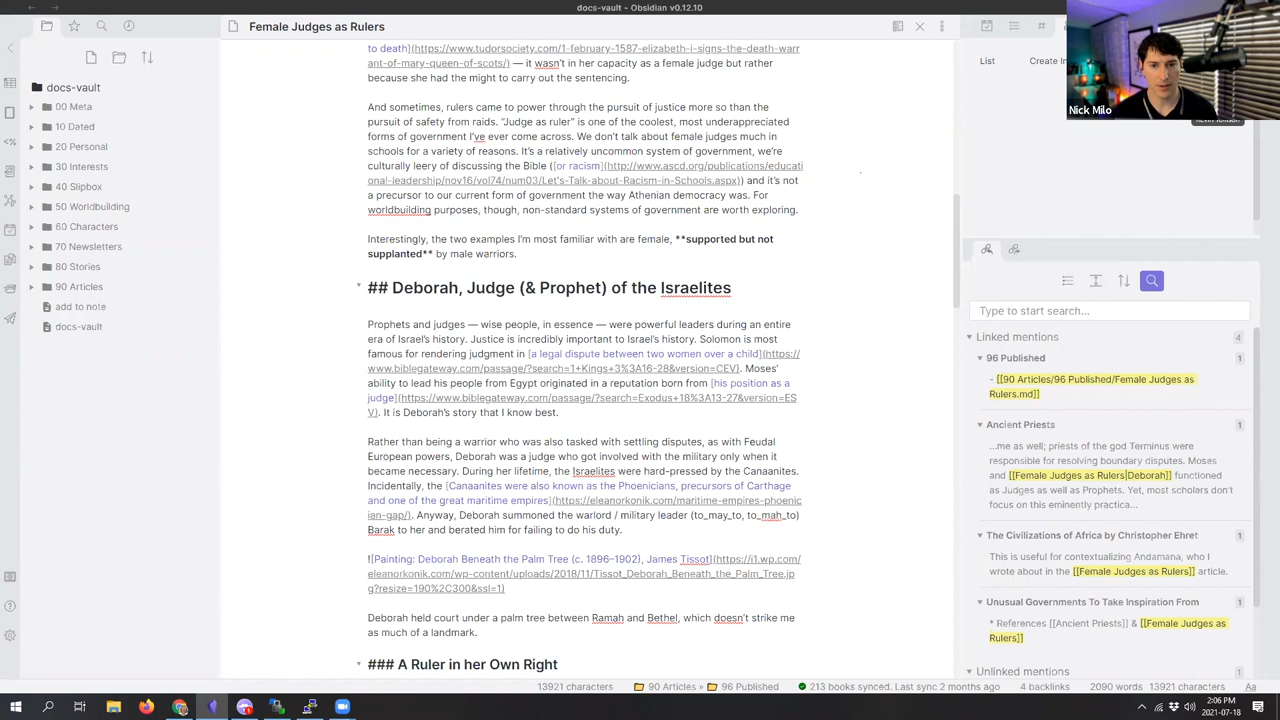 docs-vault - Obsidian v0.12.10
Female Judges as Rulers
docs-vault
00 Meta
10 Dated
20 Personal
30 Interests
40 Slipbox
50 Worldbuilding
60 Characters
70 Newsletters
80 Stories
90 Articles
add to note
docs-vault
to death](https://www.tudorsociety.com/1-february-1587-elizabeth-i-signs-the-death-warr
ant-of-mary-queen-of-scots/) — it wasn't in her capacity as a female judge but rather
because she had the might to carry out the sentencing.
And sometimes, rulers came to power through the pursuit of justice more so than the
pursuit of safety from raids. "Judge as ruler" is one of the coolest, most underappreciated
forms of government I've ever come across. We don't talk about female judges much in
schools for a variety of reasons. It's a relatively uncommon system of government, we're
culturally leery of discussing the Bible ([or racism](http://www.ascd.org/publications/educati
onal-leadership/nov16/vol74/num03/Let's-Talk-about-Racism-in-Schools.aspx)) and it's not
a precursor to our current form of government the way Athenian democracy was. For
worldbuilding purposes, though, non-standard systems of government are worth exploring.
Interestingly, the two examples I'm most familiar with are female, **supported but not
supplanted** by male warriors.
## Deborah, Judge (& Prophet) of the Israelites
Prophets and judges — wise people, in essence — were powerful leaders during an entire
era of Israel's history. Justice is incredibly important to Israel's history. Solomon is most
famous for rendering judgment in [a legal dispute between two women over a child](https://
www.biblegateway.com/passage/?search=1+Kings+3%3A16-28&version=CEV). Moses'
ability to lead his people from Egypt originated in a reputation born from [his position as a
judge](https://www.biblegateway.com/passage/?search=Exodus+18%3A13-27&version=ES
V). It is Deborah's story that I know best.
Rather than being a warrior who was also tasked with settling disputes, as with Feudal
European powers, Deborah was a judge who got involved with the military only when it
became necessary. During her lifetime, the Israelites were hard-pressed by the Canaanites.
Incidentally, the [Canaanites were also known as the Phoenicians, precursors of Carthage
and one of the great maritime empires](https://eleanorkonik.com/maritime-empires-phoenic
ian-gap/). Anyway, Deborah summoned the warlord / military leader (to_may_to, to_mah_to)
Barak to her and berated him for failing to do his duty.
![Painting: Deborah Beneath the Palm Tree (c. 1896–1902), James Tissot](https://i1.wp.com/
eleanorkonik.com/wp-content/uploads/2018/11/Tissot_Deborah_Beneath_the_Palm_Tree.jp
g?resize=190%2C300&ssl=1)
Deborah held court under a palm tree between Ramah and Bethel, which doesn't strike me
as much of a landmark.
### A Ruler in her Own Right
List
Create In
Nick Milo
Type to start search...
Linked mentions
4
96 Published
1
- [[90 Articles/96 Published/Female Judges as
Rulers.md]]
Ancient Priests
1
...me as well; priests of the god Terminus were
responsible for resolving boundary disputes. Moses
and [[Female Judges as Rulers|Deborah]] functioned
as Judges as well as Prophets. Yet, most scholars don't
focus on this eminently practica...
The Civilizations of Africa by Christopher Ehret
1
This is useful for contextualizing Andamana, who I
wrote about in the [[Female Judges as Rulers]] article.
Unusual Governments To Take Inspiration From
1
* References [[Ancient Priests]] & [[Female Judges as
Rulers]]
Unlinked mentions
1
13921 characters
90 Articles »
96 Published
213 books synced. Last sync 2 months ago
4 backlinks
2090 words
13921 characters
Aa
2:06 PM
2021-07-18